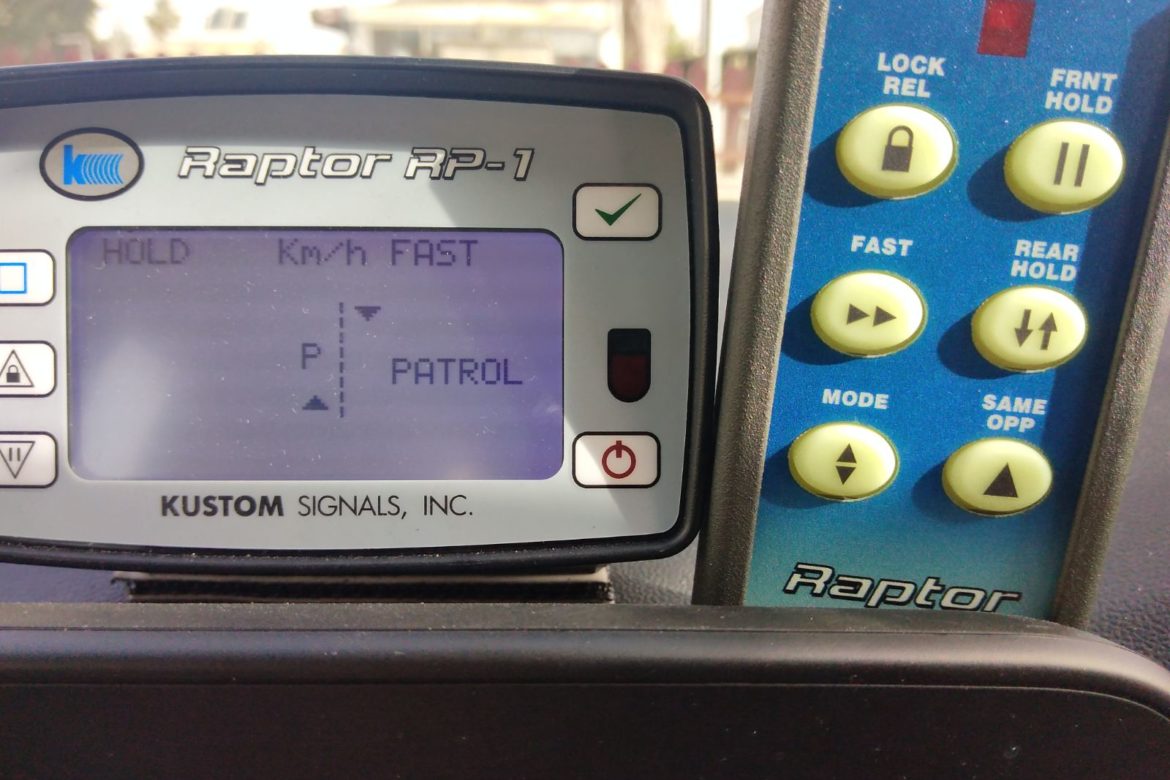 k
Raptor RP-1
HOLD Km/h FAST
P
PATROL
KUSTOM SIGNALS, INC.
LOCK
REL
FRNT
HOLD
FAST
REAR
HOLD
MODE
SAME
OPP
Raptor